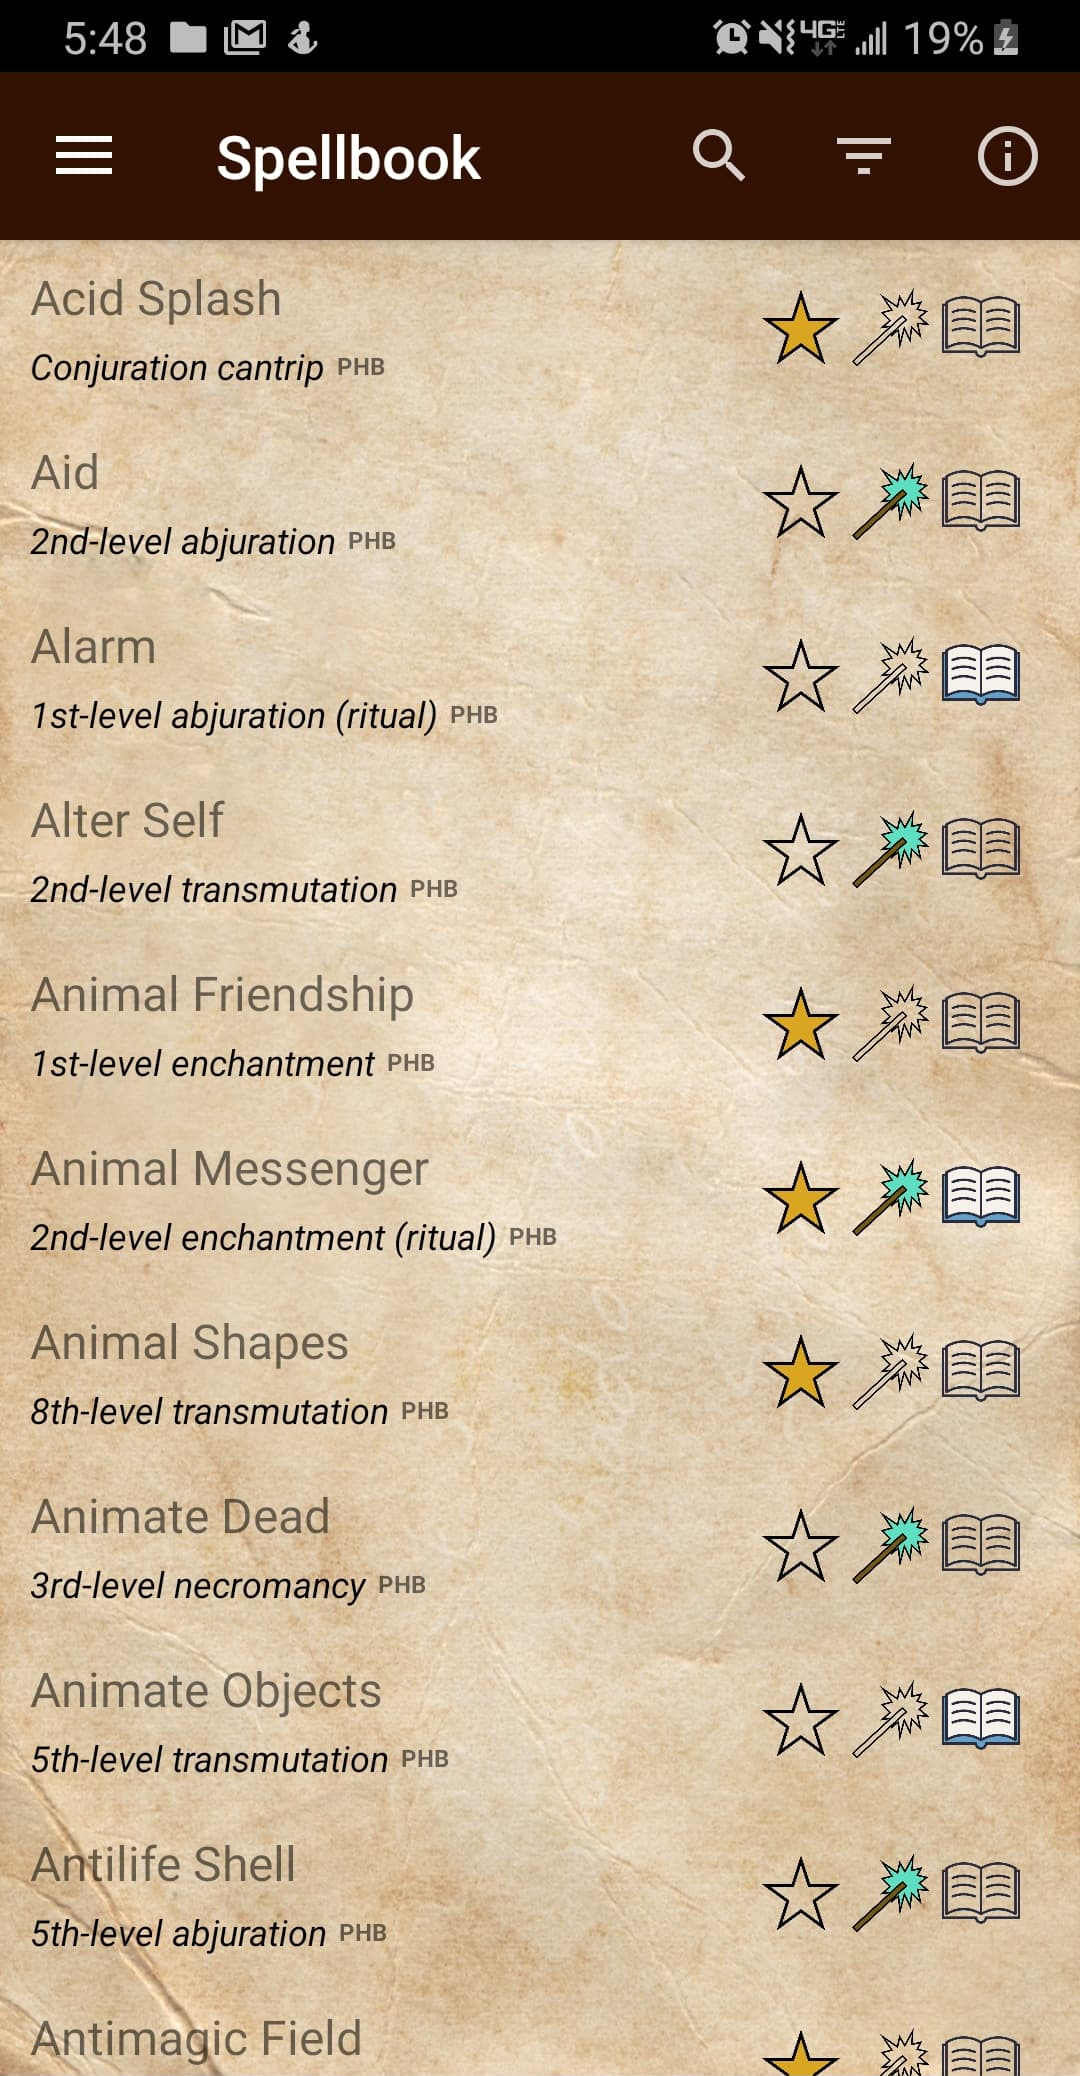 5:48 4G LTE 19%
Spellbook
Acid Splash
Conjuration cantrip PHB
Aid
2nd-level abjuration PHB
Alarm
1st-level abjuration (ritual) PHB
Alter Self
2nd-level transmutation PHB
Animal Friendship
1st-level enchantment PHB
Animal Messenger
2nd-level enchantment (ritual) PHB
Animal Shapes
8th-level transmutation PHB
Animate Dead
3rd-level necromancy PHB
Animate Objects
5th-level transmutation PHB
Antilife Shell
5th-level abjuration PHB
Antimagic Field